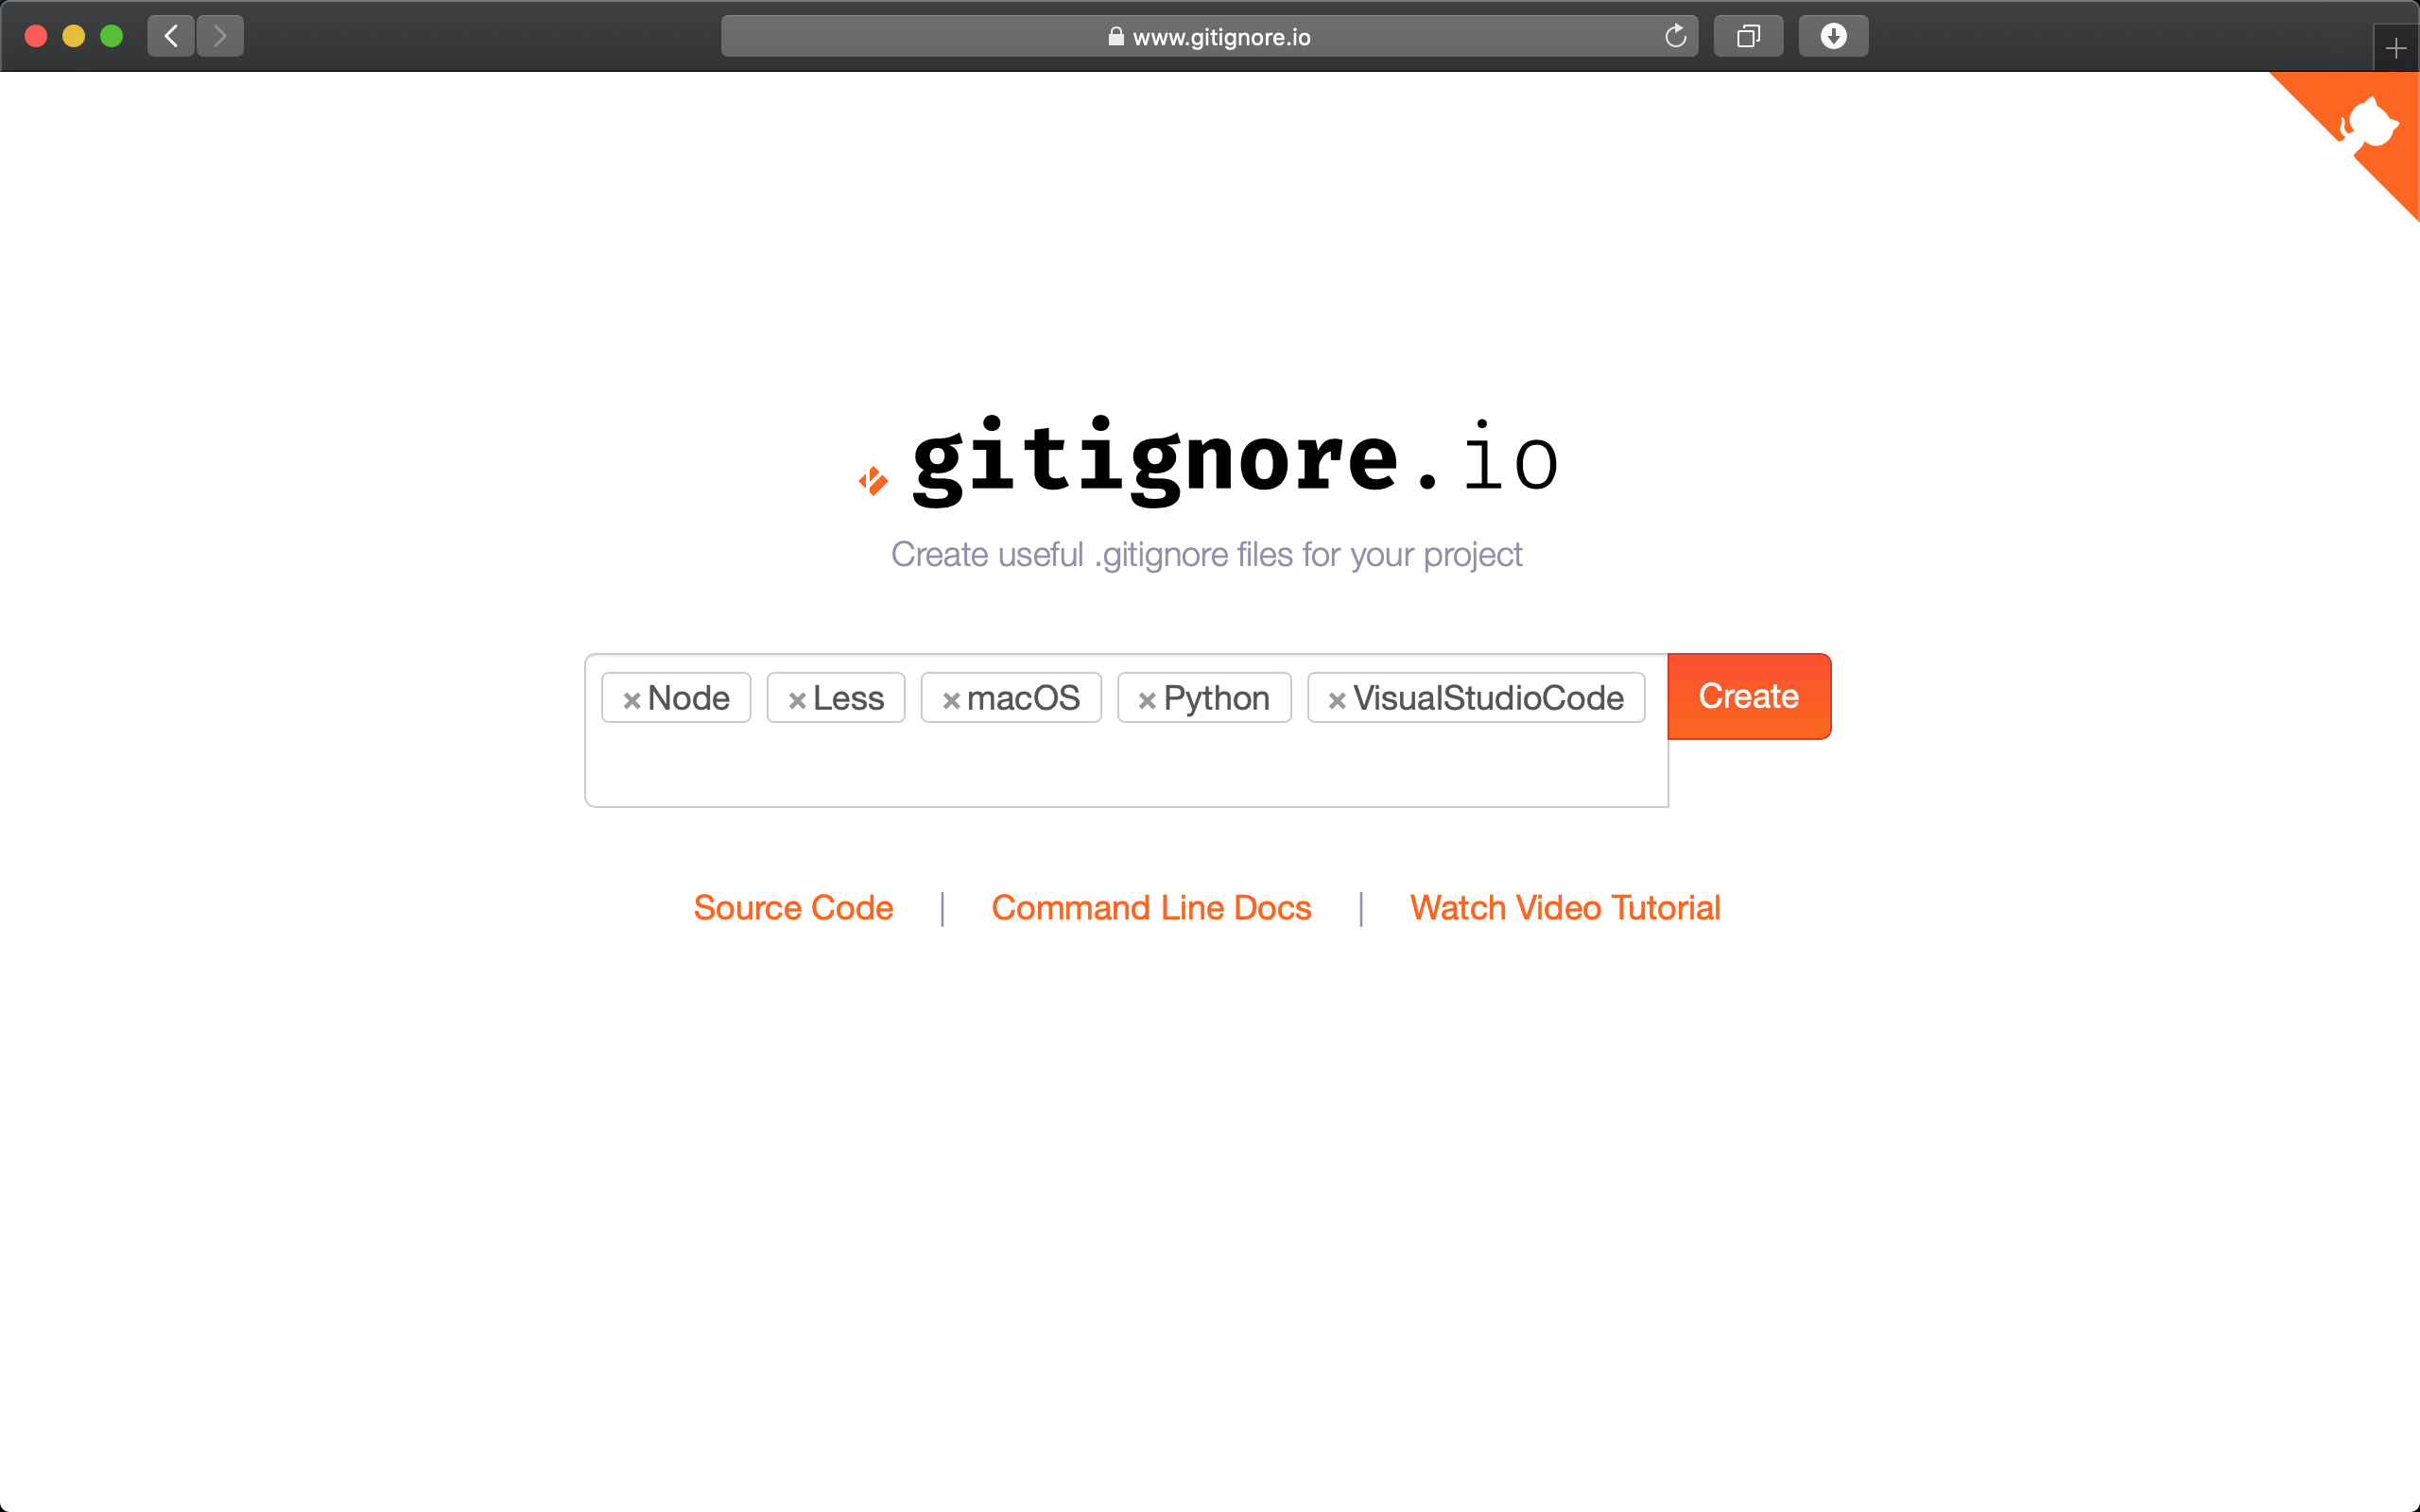 www.gitignore.io
gitignore.io
Create useful .gitignore files for your project
Node Less macOS Python VisualStudioCode Create
Source Code | Command Line Docs | Watch Video Tutorial